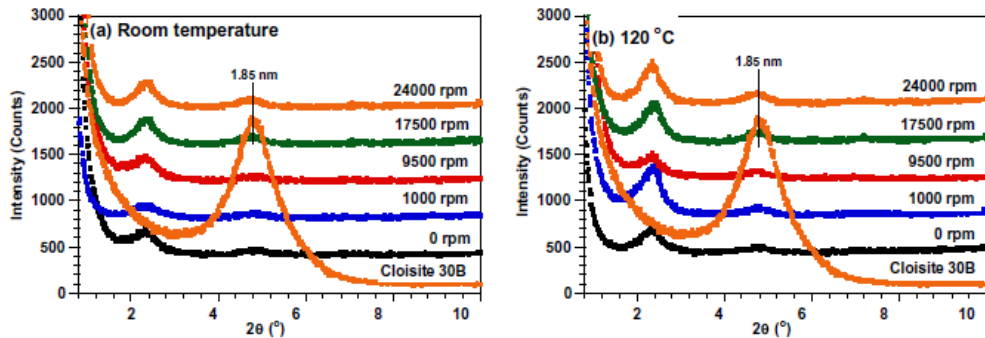 (a) Room temperature
3000
2500
2000
1500
1000
500
0
Intensity (Counts)
1.85 nm
24000 rpm
17500 rpm
9500 rpm
1000 rpm
0 rpm
Cloisite 30B
2 4 6 8 10
2θ (°)
(b) 120 °C
3000
2500
2000
1500
1000
500
0
Intensity (Counts)
1.85 nm
24000 rpm
17500 rpm
9500 rpm
1000 rpm
0 rpm
Cloisite 30B
2 4 6 8 10
2θ (°)